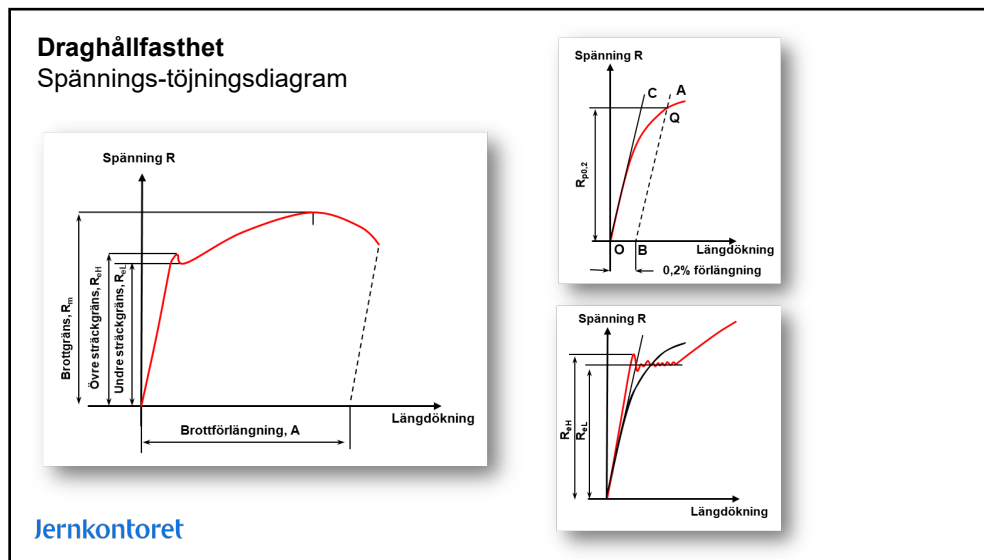 Draghållfasthet
Spännings-töjningsdiagram
Spänning R
Brottgräns, Rm
Övre sträckgräns, ReH
Undre sträckgräns, ReL
Längdökning
Brottförlängning, A
Spänning R
C
A
Q
Rp0,2
O
B
Längdökning
0,2% förlängning
Spänning R
ReH
ReL
Längdökning
Jernkontoret